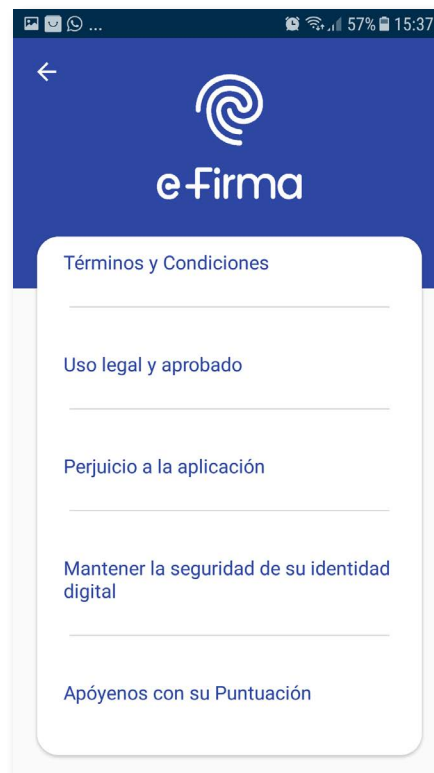 ... 57% 15:37
e-Firma
Términos y Condiciones
Uso legal y aprobado
Perjuicio a la aplicación
Mantener la seguridad de su identidad
digital
Apóyenos con su Puntuación